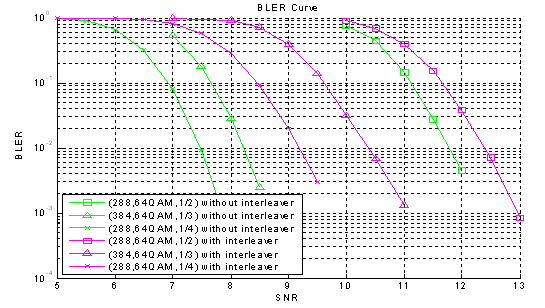 BLER Curve
10^0
10^-1
10^-2
10^-3
10^-4
BLER
(288,64QAM,1/2) without interleaver
(384,64QAM,1/3) without interleaver
(288,64QAM,1/4) without interleaver
(288,64QAM,1/2) with interleaver
(384,64QAM,1/3) with interleaver
(288,64QAM,1/4) with interleaver
5 6 7 8 9 10 11 12 13
SNR